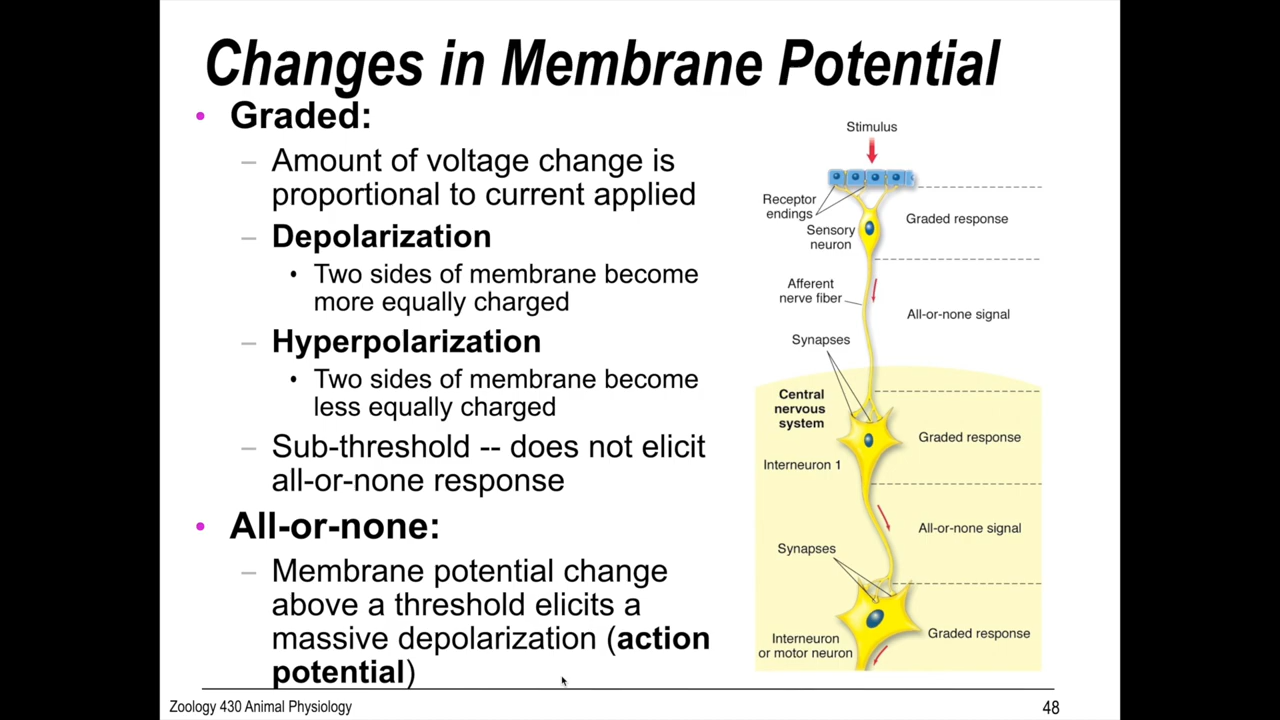 Changes in Membrane Potential
• Graded:
– Amount of voltage change is
proportional to current applied
– Depolarization
• Two sides of membrane become
more equally charged
– Hyperpolarization
• Two sides of membrane become
less equally charged
– Sub-threshold -- does not elicit
all-or-none response
• All-or-none:
– Membrane potential change
above a threshold elicits a
massive depolarization (action
potential)
Stimulus
Receptor
endings
Sensory
neuron
Graded response
Afferent
nerve fiber
All-or-none signal
Synapses
Central
nervous
system
Graded response
Interneuron 1
All-or-none signal
Synapses
Interneuron
or motor neuron
Graded response
Zoology 430 Animal Physiology
48